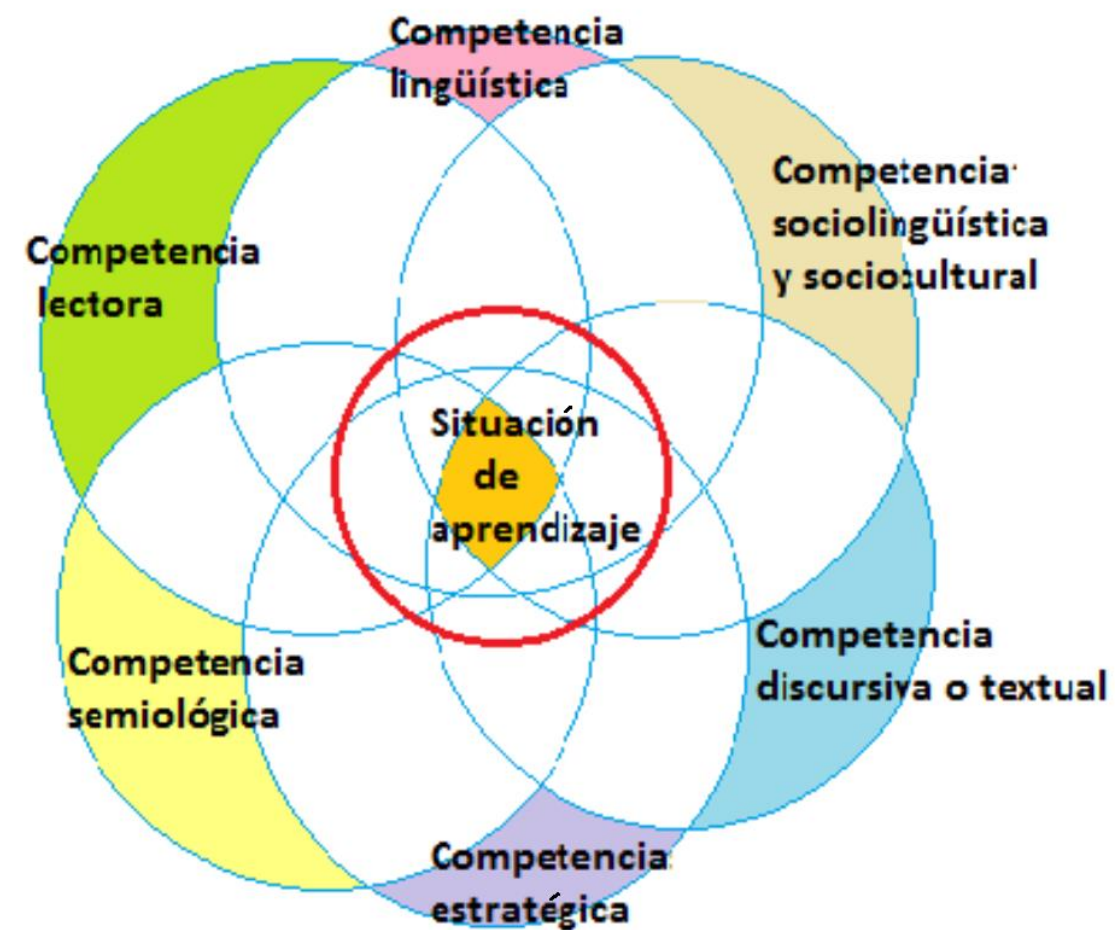 Competencia
lingüística
Competencia
sociolingüística
y sociocultural
Competencia
lectora
Situación
de
aprendizaje
Competencia
discursiva o textual
Competencia
semiológica
Competencia
estratégica